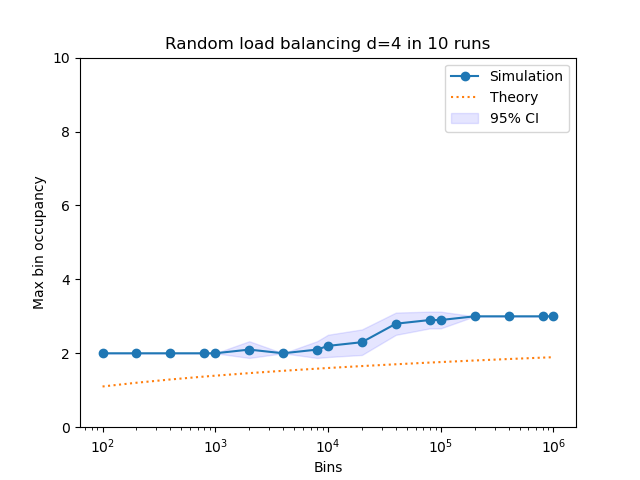 Random load balancing d=4 in 10 runs
Simulation
Theory
95% CI
Max bin occupancy
10
8
6
4
2
0
10² 10³ 10⁴ 10⁵ 10⁶
Bins